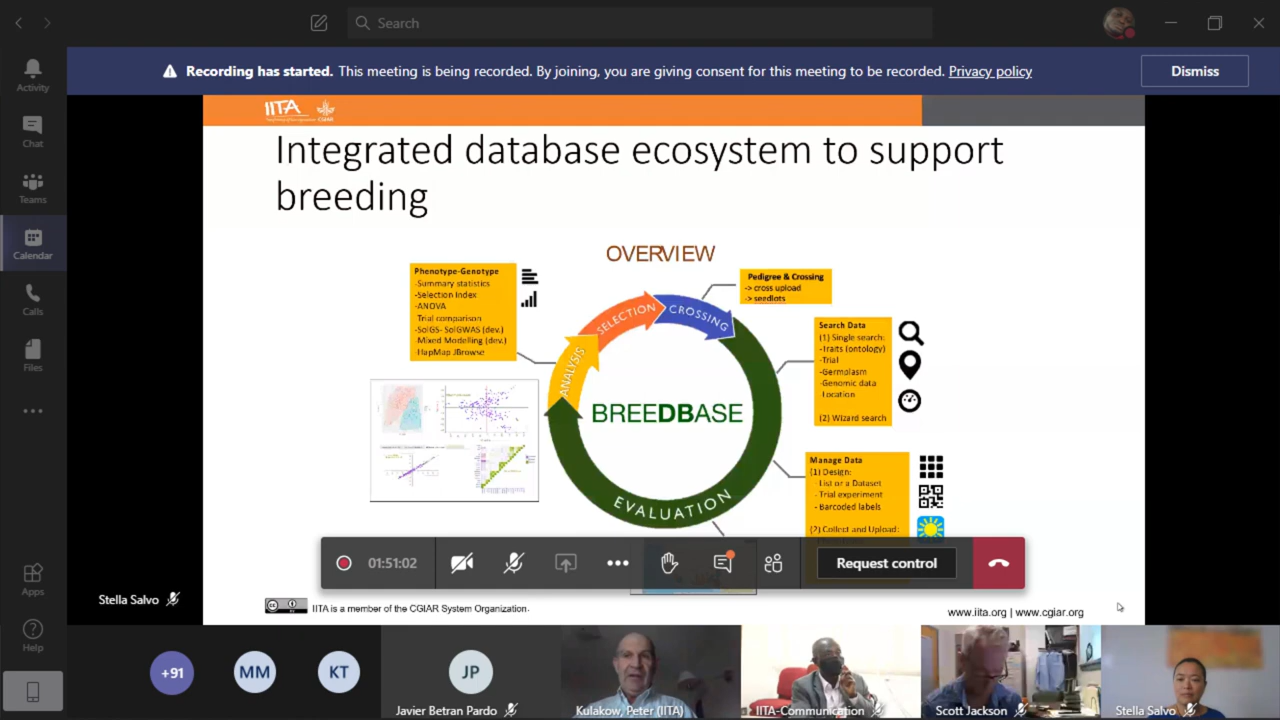 Search
Recording has started. This meeting is being recorded. By joining, you are giving consent for this meeting to be recorded. Privacy policy
Dismiss
Activity
Chat
Teams
Calendar
Calls
Files
Apps
Help
IITA
CGIAR
Integrated database ecosystem to support
breeding
OVERVIEW
Phenotype-Genotype
-Summary statistics
-Selection Index
-ANOVA
Trial comparison
-SolGS- SolGWAS (dev.)
-Mixed Modelling (dev.)
-HapMap JBrowse
Pedigree & Crossing
-> cross upload
-> seedlots
SELECTION
CROSSING
ANALYSIS
BREEDBASE
EVALUATION
Search Data
(1) Single search:
-Traits (ontology)
-Trial
-Germplasm
-Genomic data
-Location
(2) Wizard search
Manage Data
(1) Design:
- List or a Dataset
- Trial experiment
- Barcoded labels
(2) Collect and Upload:
01:51:02
Request control
Stella Salvo
IITA is a member of the CGIAR System Organization.
www.iita.org | www.cgiar.org
+91
MM
KT
JP
Javier Betran Pardo
Kulakow, Peter (IITA)
IITA-Communication
Scott Jackson
Stella Salvo